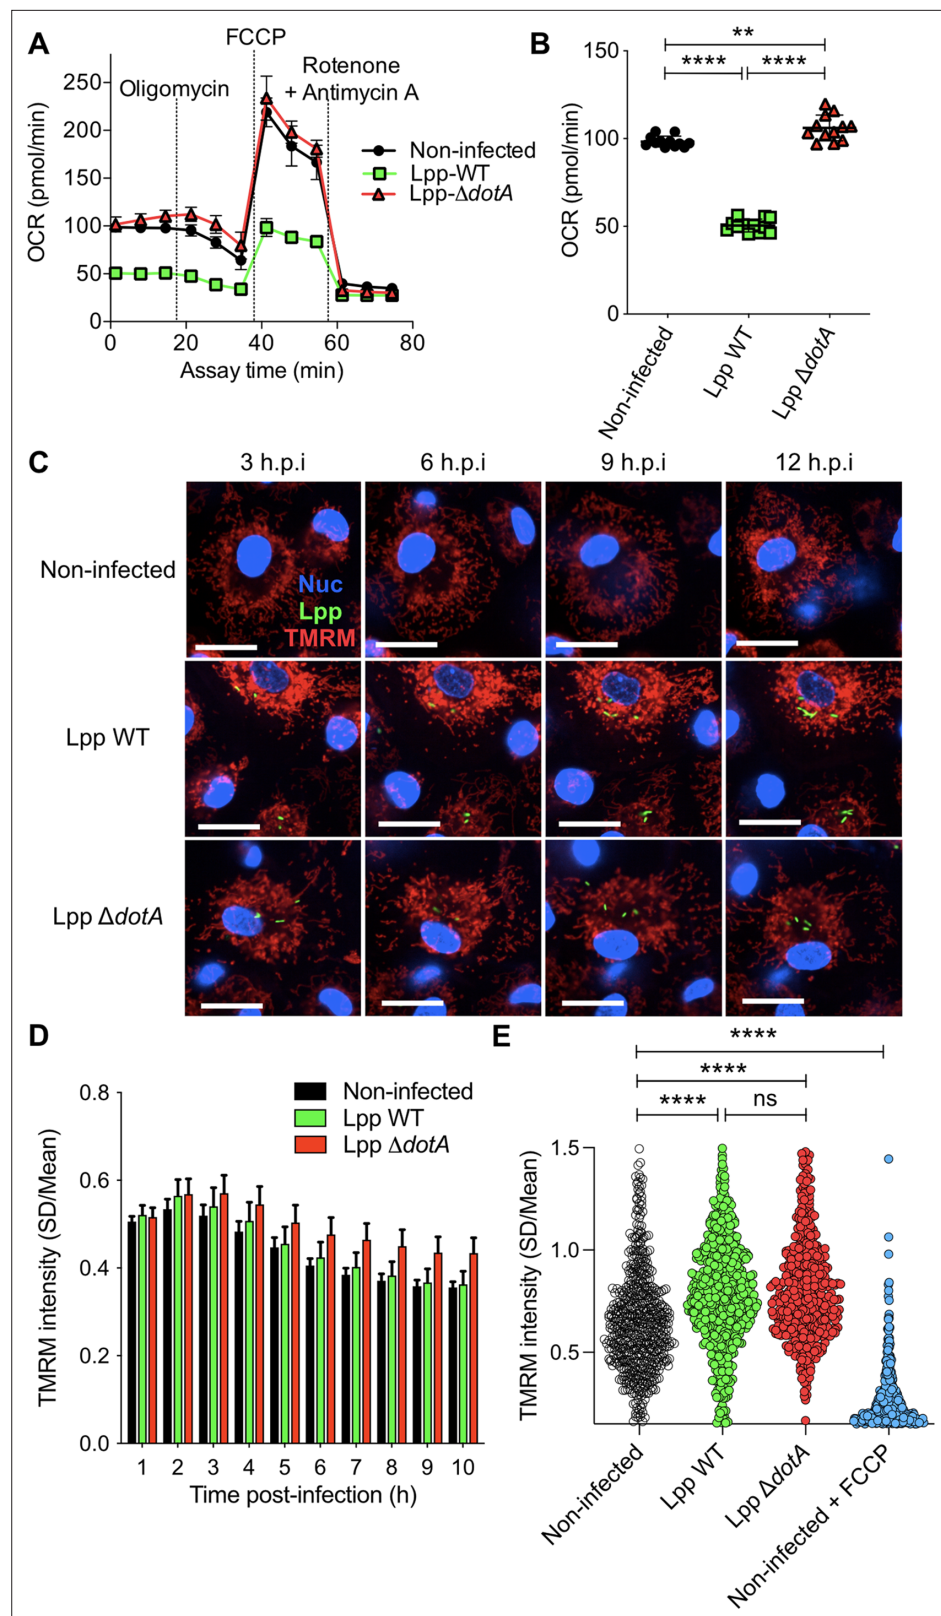 A
FCCP
Oligomycin
Rotenone
+ Antimycin A
OCR (pmol/min)
250
200
150
100
50
0
0 20 40 60 80
Assay time (min)
Non-infected
Lpp-WT
Lpp-ΔdotA
B
**
**** ****
OCR (pmol/min)
150
100
50
0
Non-infected
Lpp WT
Lpp ΔdotA
C
3 h.p.i 6 h.p.i 9 h.p.i 12 h.p.i
Non-infected
Nuc
Lpp
TMRM
Lpp WT
Lpp ΔdotA
D
Non-infected
Lpp WT
Lpp ΔdotA
TMRM intensity (SD/Mean)
0.8
0.6
0.4
0.2
0.0
1 2 3 4 5 6 7 8 9 10
Time post-infection (h)
E
****
****
**** ns
TMRM intensity (SD/Mean)
1.5
1.0
0.5
Non-infected
Lpp WT
Lpp ΔdotA
Non-infected + FCCP